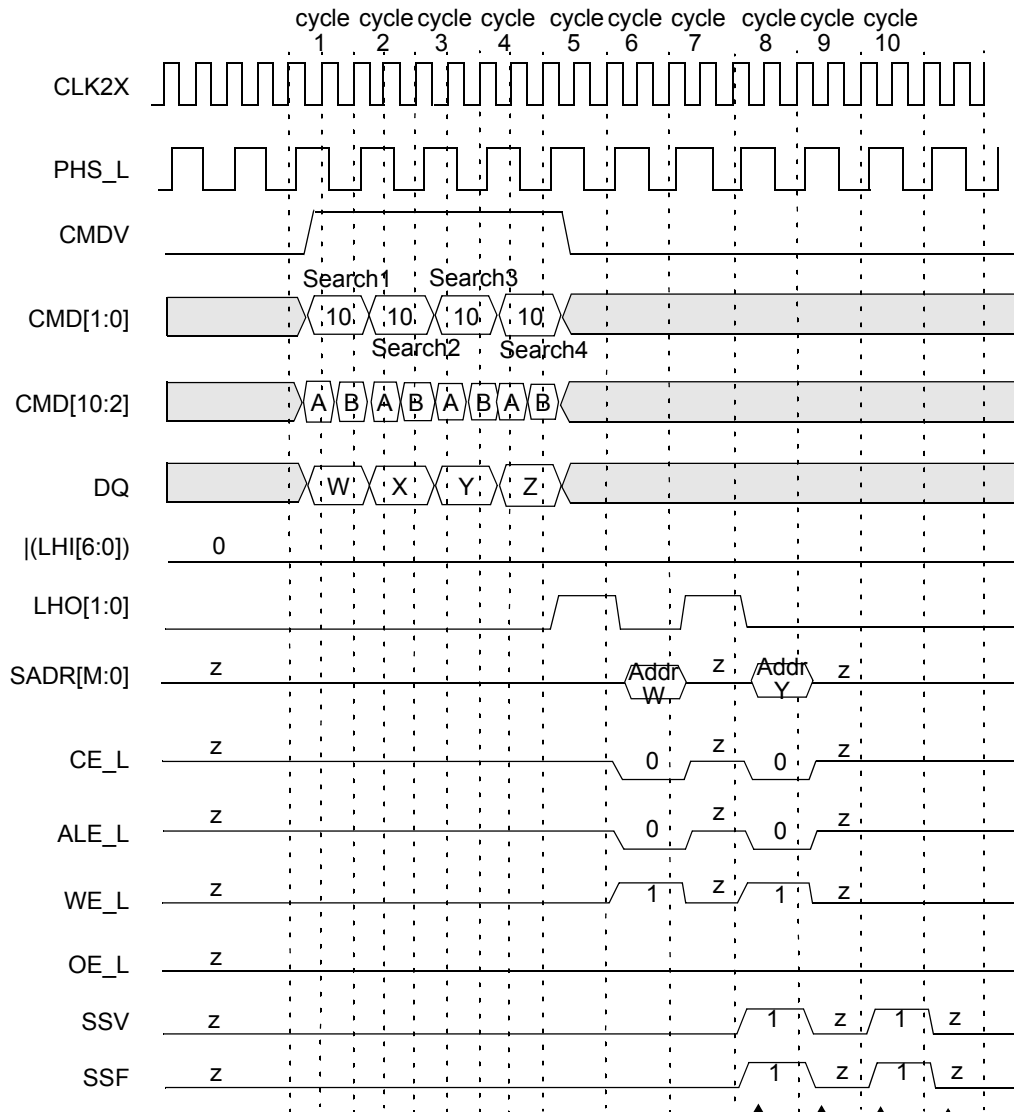 cycle cycle cycle cycle cycle cycle cycle cycle cycle cycle
1 2 3 4 5 6 7 8 9 10
CLK2X
PHS_L
CMDV
Search1 Search3
CMD[1:0] 10 10 10 10
Search2 Search4
CMD[10:2] A B A B A B A B
DQ W X Y Z
|(LHI[6:0]) 0
LHO[1:0]
SADR[M:0] z Addr W z Addr Y z
CE_L z 0 z 0 z
ALE_L z 0 z 0 z
WE_L z 1 z 1 z
OE_L z
SSV z 1 z 1 z
SSF z 1 z 1 z